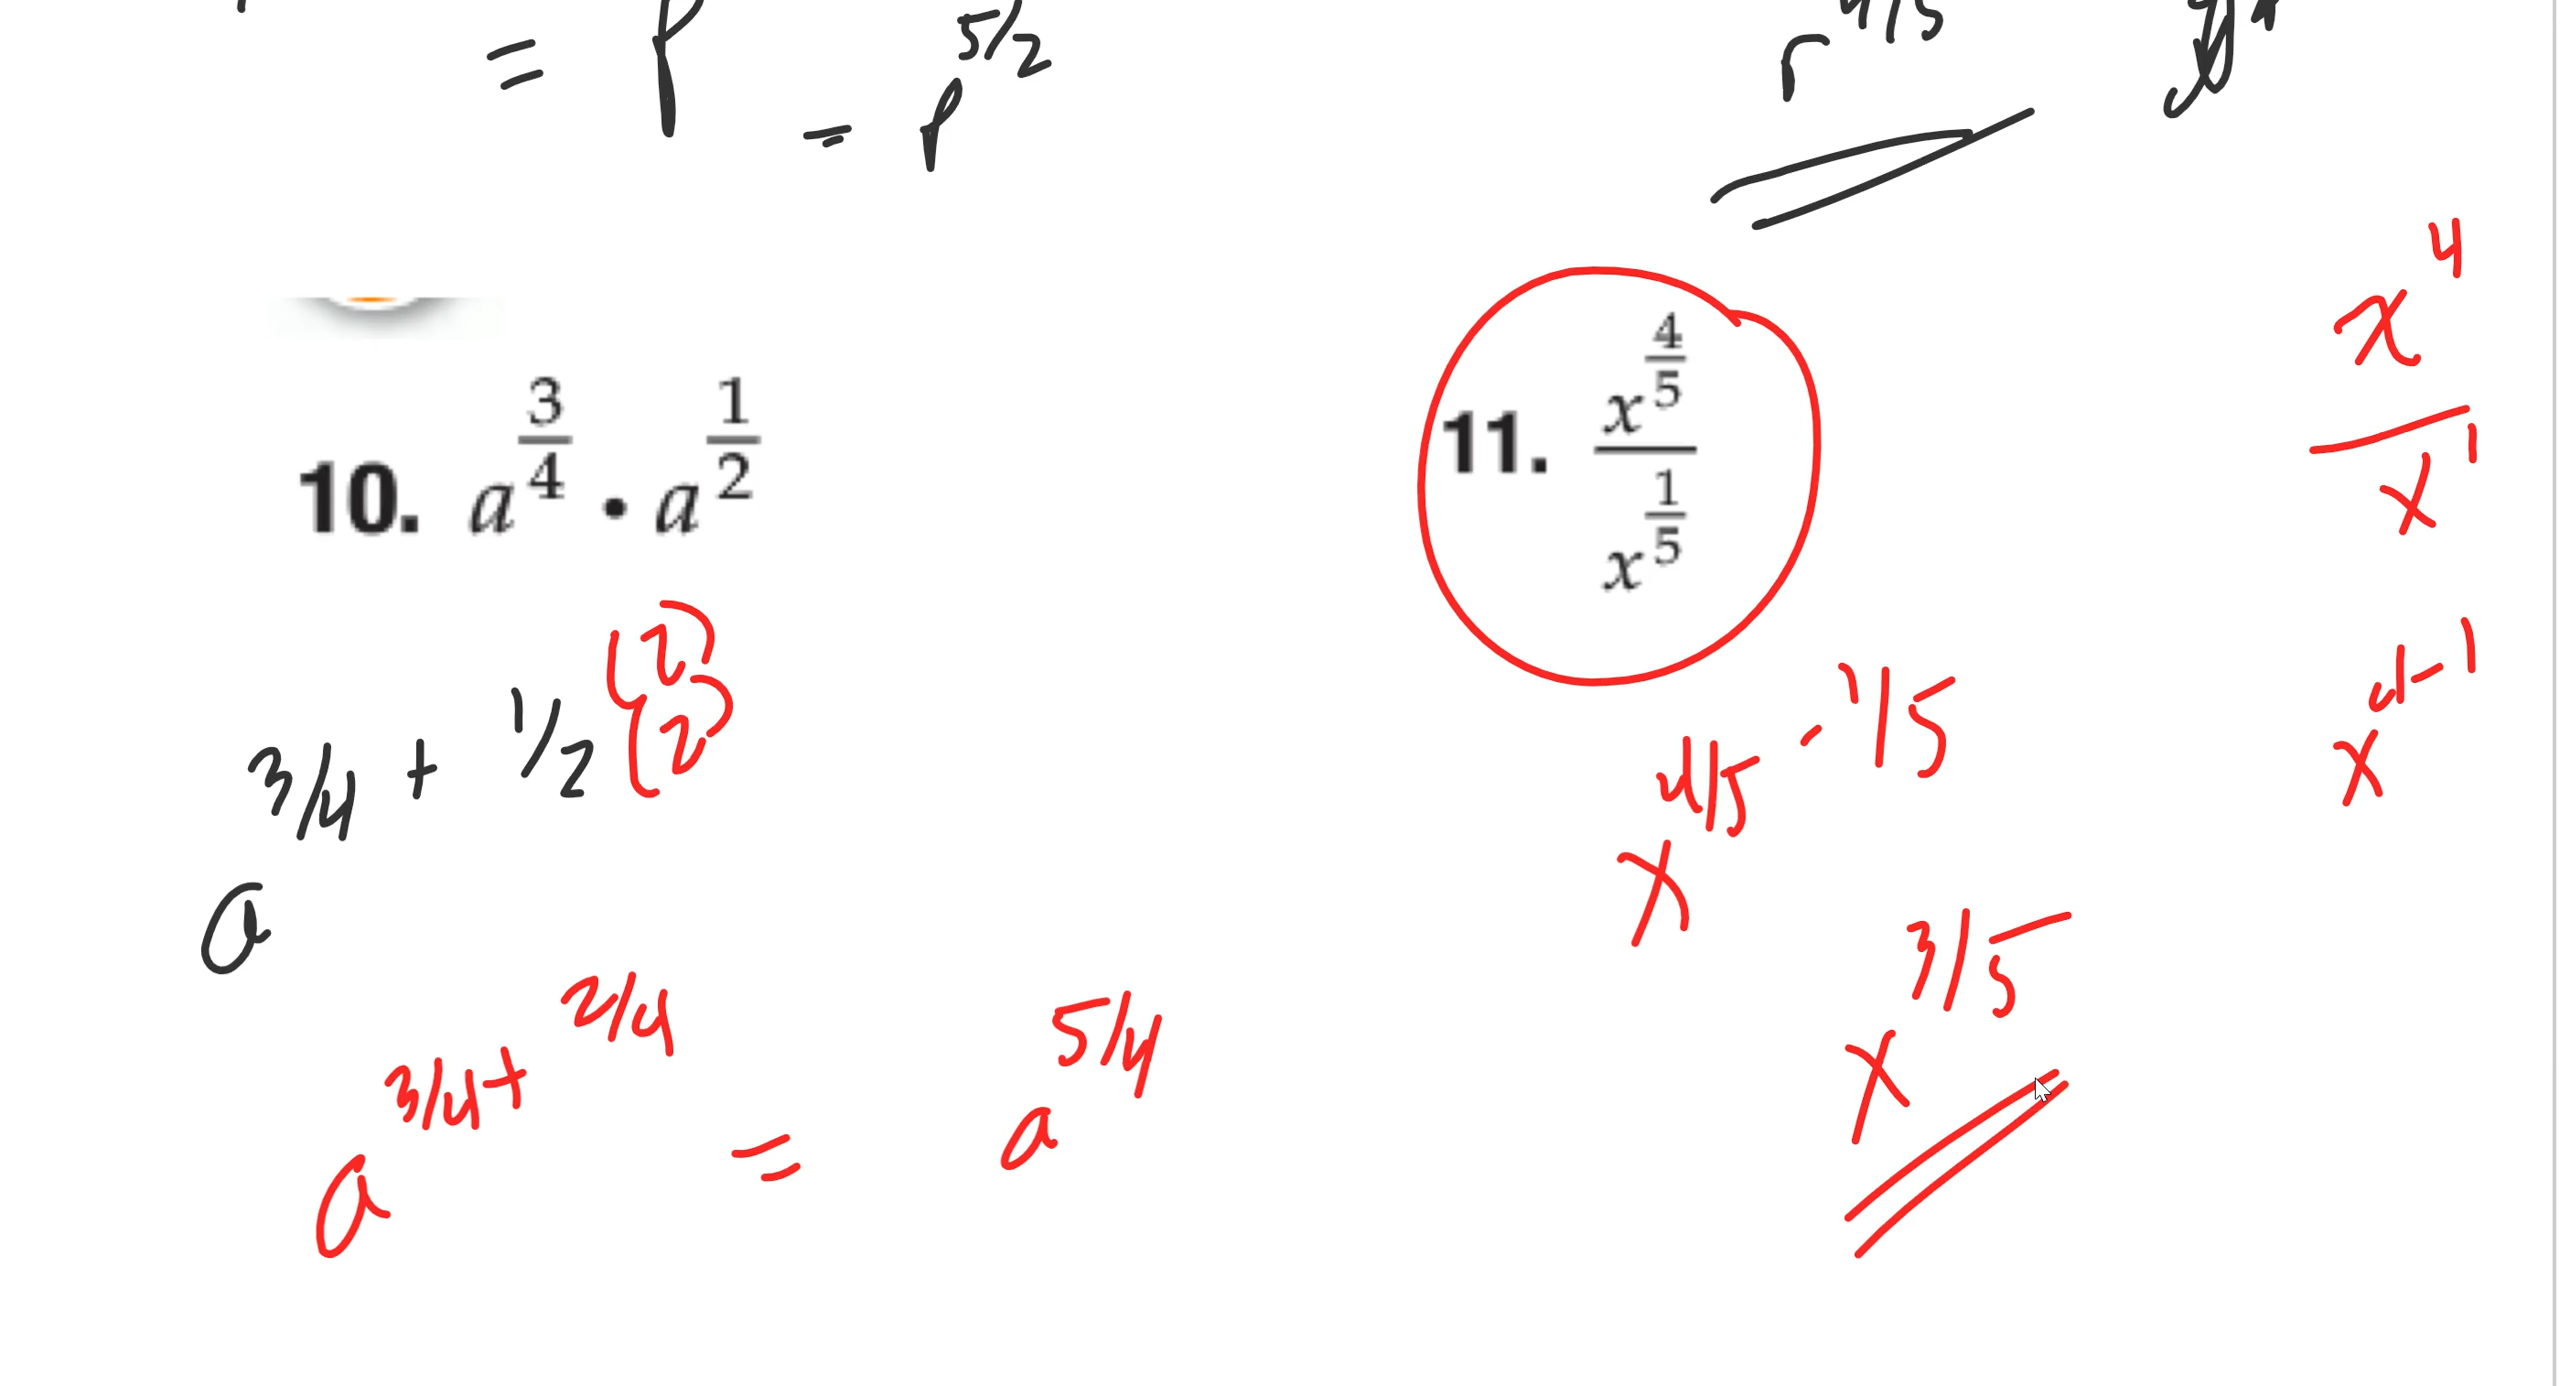 = p = p^5/2
r^4/5
10. a^3/4 · a^1/2
11. x^4/5 / x^1/5
x^4 / x^1
a^3/4 + 1/2 (2) (2)
x^4/5 - 1/5
x^4-1
a^3/4 + 2/4 = a^5/4
x^3/5